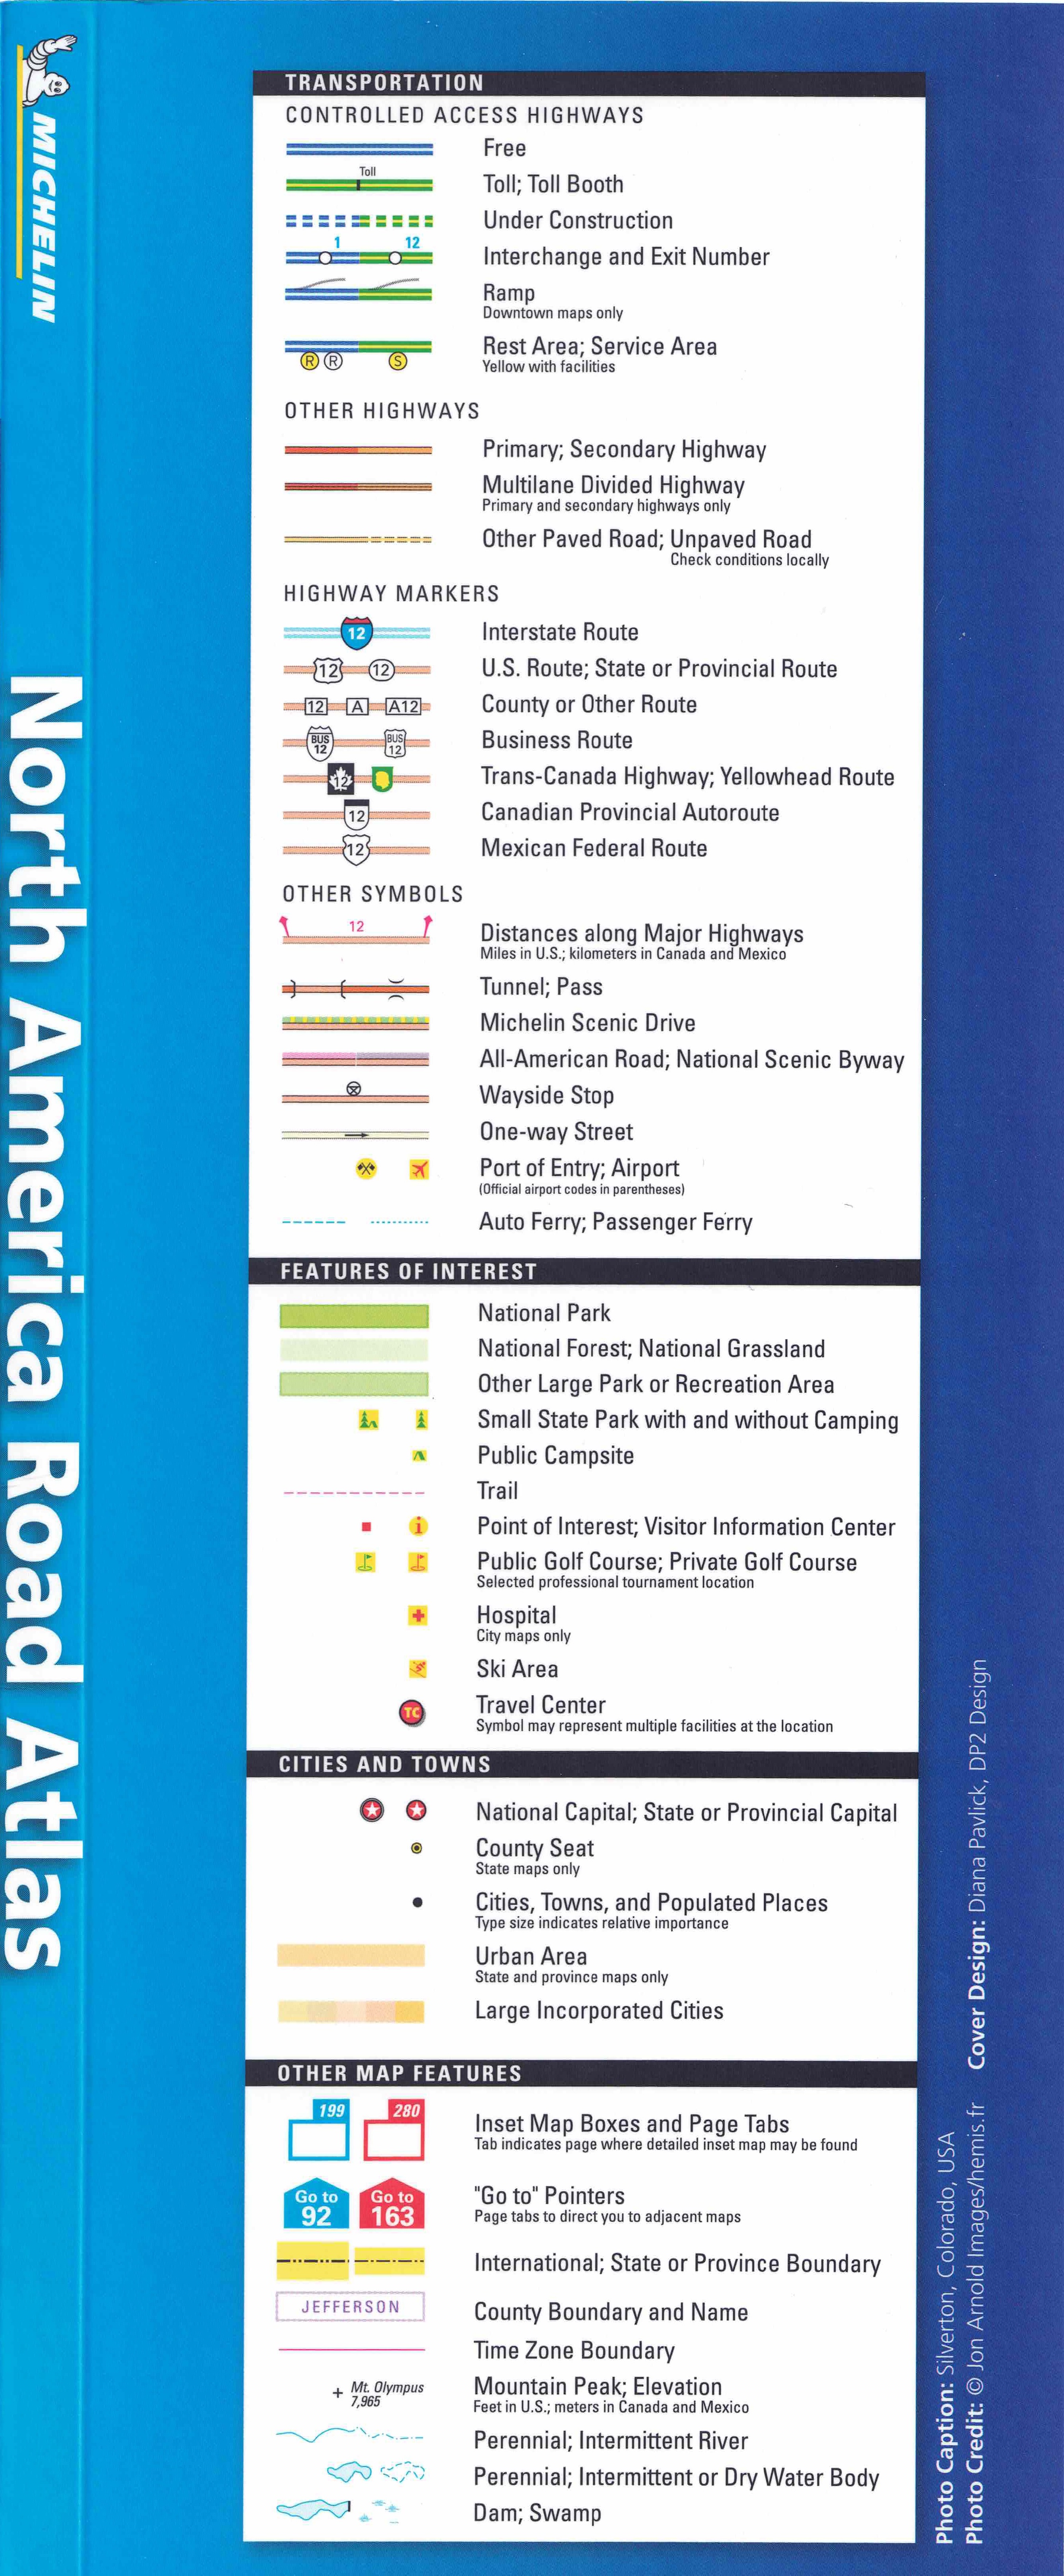 MICHELIN
North America Road Atlas
TRANSPORTATION
CONTROLLED ACCESS HIGHWAYS
Free
Toll
Toll; Toll Booth
Under Construction
1 12
Interchange and Exit Number
Ramp
Downtown maps only
Rest Area; Service Area
R R S
Yellow with facilities
OTHER HIGHWAYS
Primary; Secondary Highway
Multilane Divided Highway
Primary and secondary highways only
Other Paved Road; Unpaved Road
Check conditions locally
HIGHWAY MARKERS
12 Interstate Route
12 12 U.S. Route; State or Provincial Route
12 A A12 County or Other Route
BUS 12 BUS 12 Business Route
12 Trans-Canada Highway; Yellowhead Route
12 Canadian Provincial Autoroute
12 Mexican Federal Route
OTHER SYMBOLS
12 Distances along Major Highways
Miles in U.S.; kilometers in Canada and Mexico
Tunnel; Pass
Michelin Scenic Drive
All-American Road; National Scenic Byway
Wayside Stop
One-way Street
Port of Entry; Airport
(Official airport codes in parentheses)
Auto Ferry; Passenger Ferry
FEATURES OF INTEREST
National Park
National Forest; National Grassland
Other Large Park or Recreation Area
Small State Park with and without Camping
Public Campsite
Trail
i Point of Interest; Visitor Information Center
Public Golf Course; Private Golf Course
Selected professional tournament location
Hospital
City maps only
Ski Area
TC Travel Center
Symbol may represent multiple facilities at the location
CITIES AND TOWNS
National Capital; State or Provincial Capital
County Seat
State maps only
Cities, Towns, and Populated Places
Type size indicates relative importance
Urban Area
State and province maps only
Large Incorporated Cities
OTHER MAP FEATURES
199 280
Inset Map Boxes and Page Tabs
Tab indicates page where detailed inset map may be found
Go to 92 Go to 163
"Go to" Pointers
Page tabs to direct you to adjacent maps
International; State or Province Boundary
JEFFERSON County Boundary and Name
Time Zone Boundary
Mt. Olympus 7,965
Mountain Peak; Elevation
Feet in U.S.; meters in Canada and Mexico
Perennial; Intermittent River
Perennial; Intermittent or Dry Water Body
Dam; Swamp
Photo Caption: Silverton, Colorado, USA
Photo Credit: © Jon Arnold Images/hemis.fr Cover Design: Diana Pavlick, DP2 Design